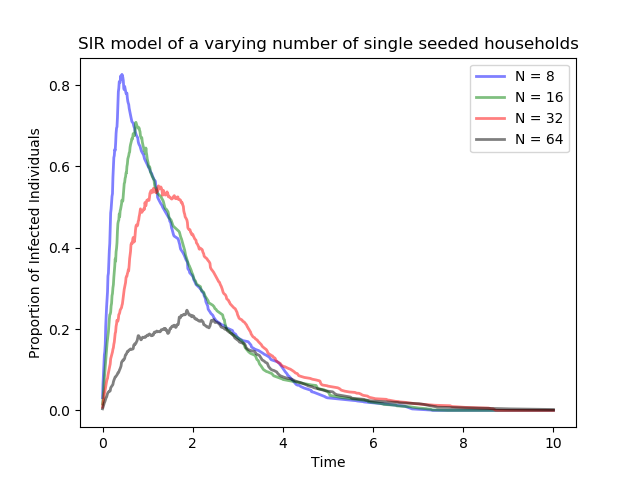 SIR model of a varying number of single seeded households
N = 8
N = 16
N = 32
N = 64
Proportion of Infected Individuals
0.8
0.6
0.4
0.2
0.0
0 2 4 6 8 10
Time